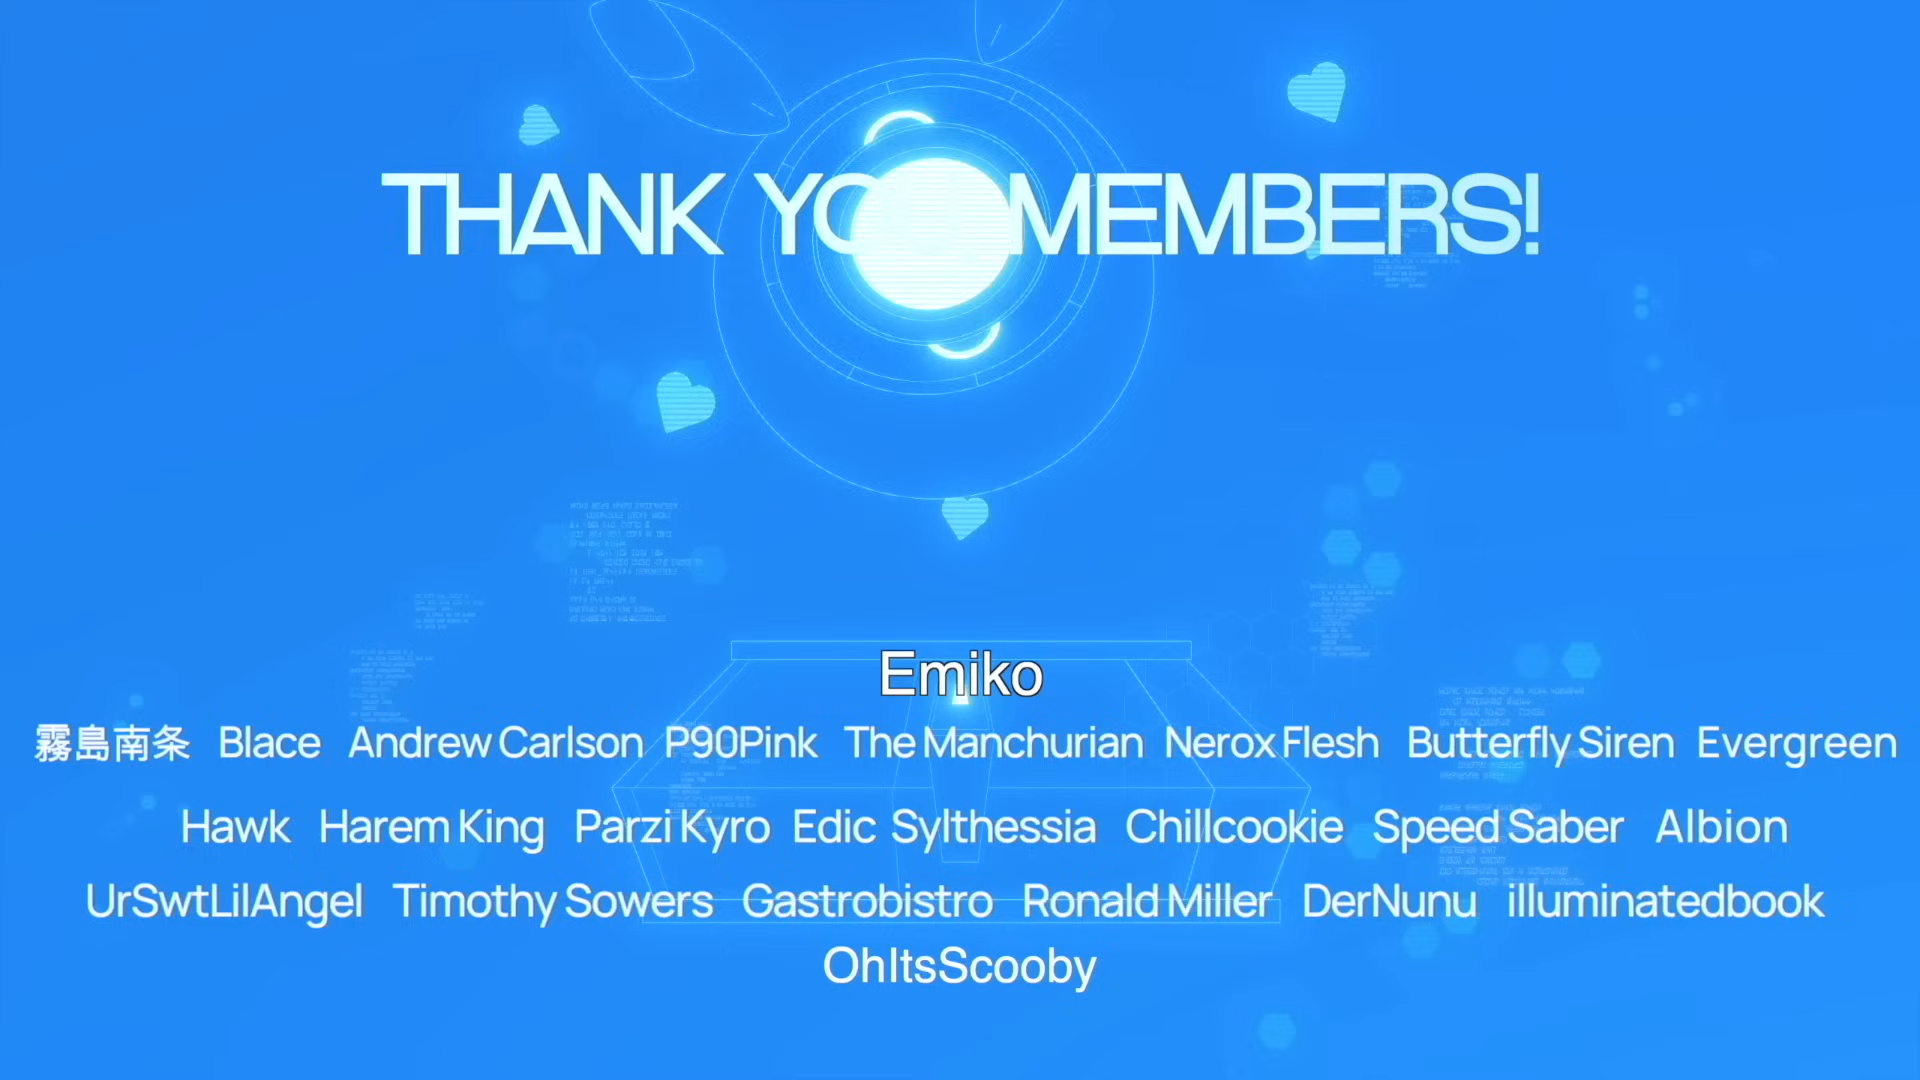 THANK YO MEMBERS!
Emiko
霧島南条 Blace Andrew Carlson P90Pink The Manchurian Nerox Flesh Butterfly Siren Evergreen
Hawk Harem King Parzi Kyro Edic Sylthessia Chillcookie Speed Saber Albion
UrSwtLilAngel Timothy Sowers Gastrobistro Ronald Miller DerNunu illuminatedbook
OhItsScooby